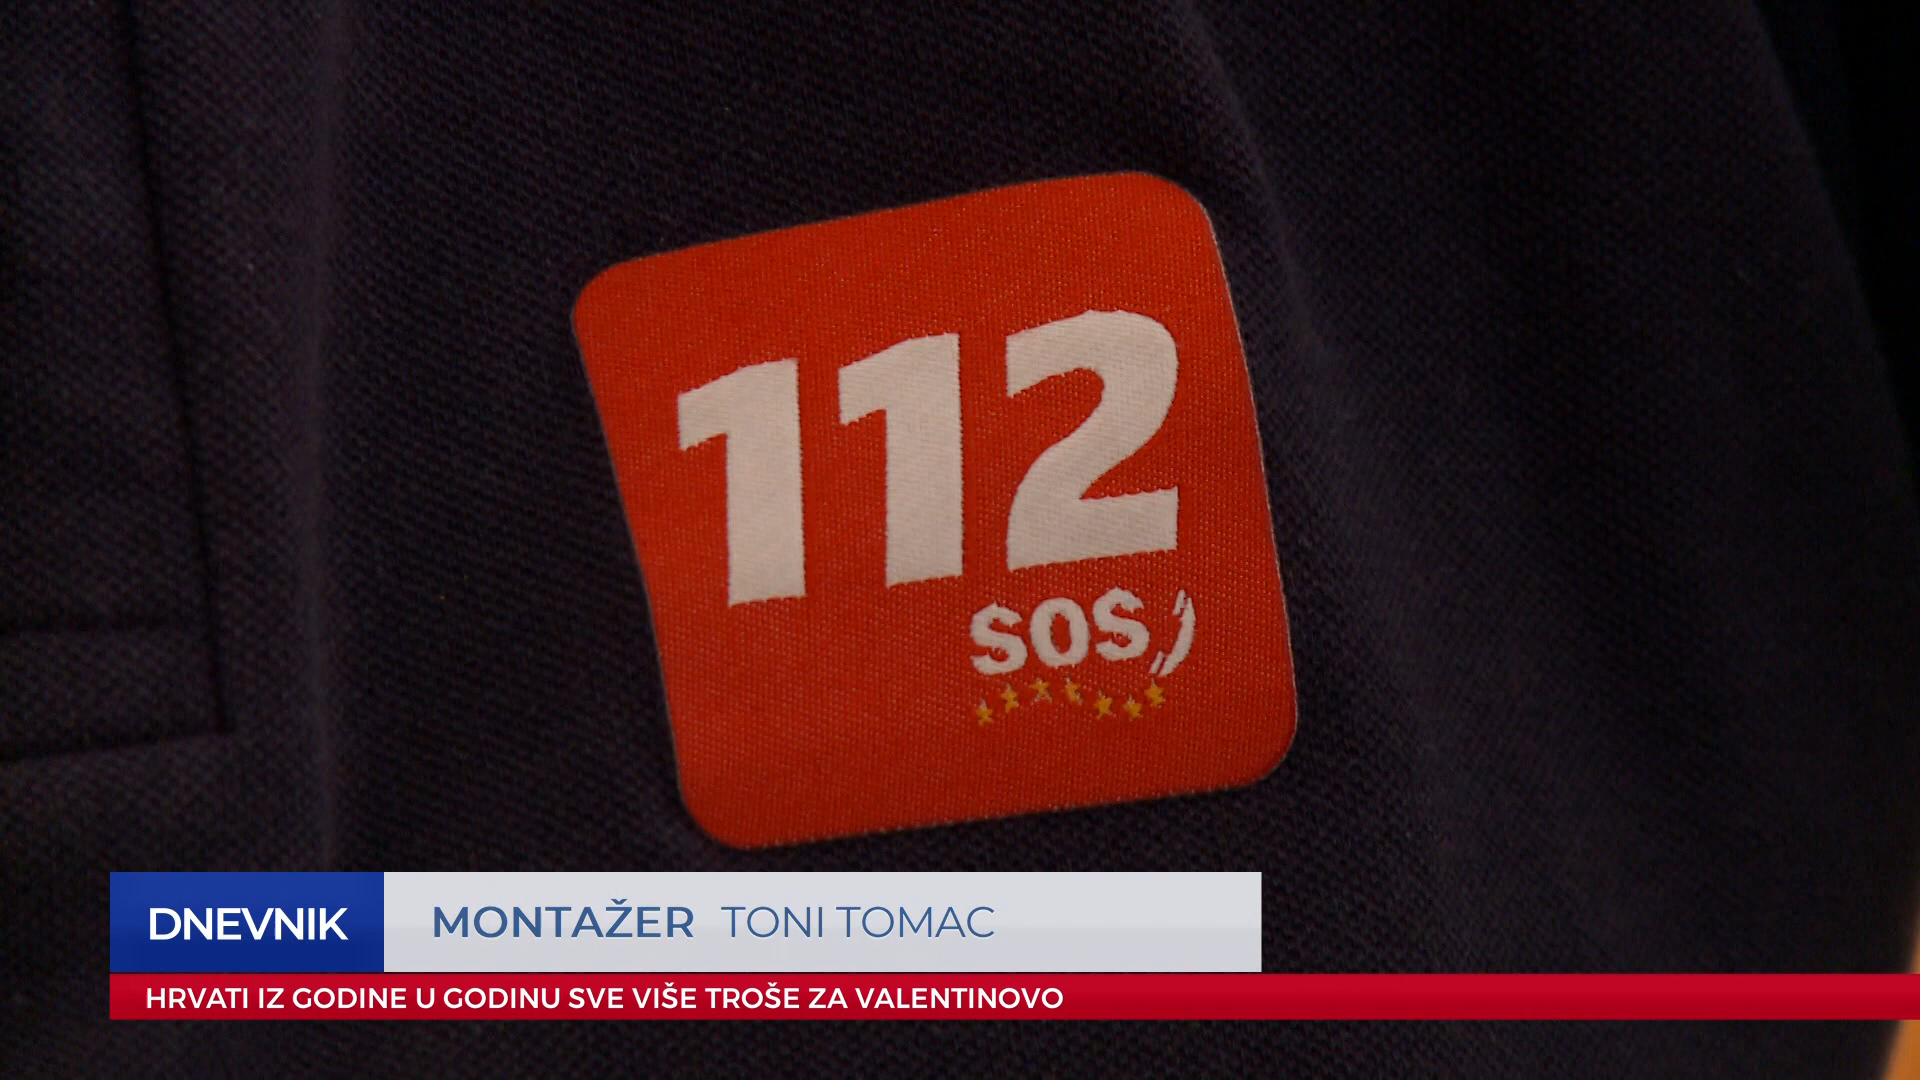 112
SOS
DNEVNIK
MONTAŽER TONI TOMAC
HRVATI IZ GODINE U GODINU SVE VIŠE TROŠE ZA VALENTINOVO